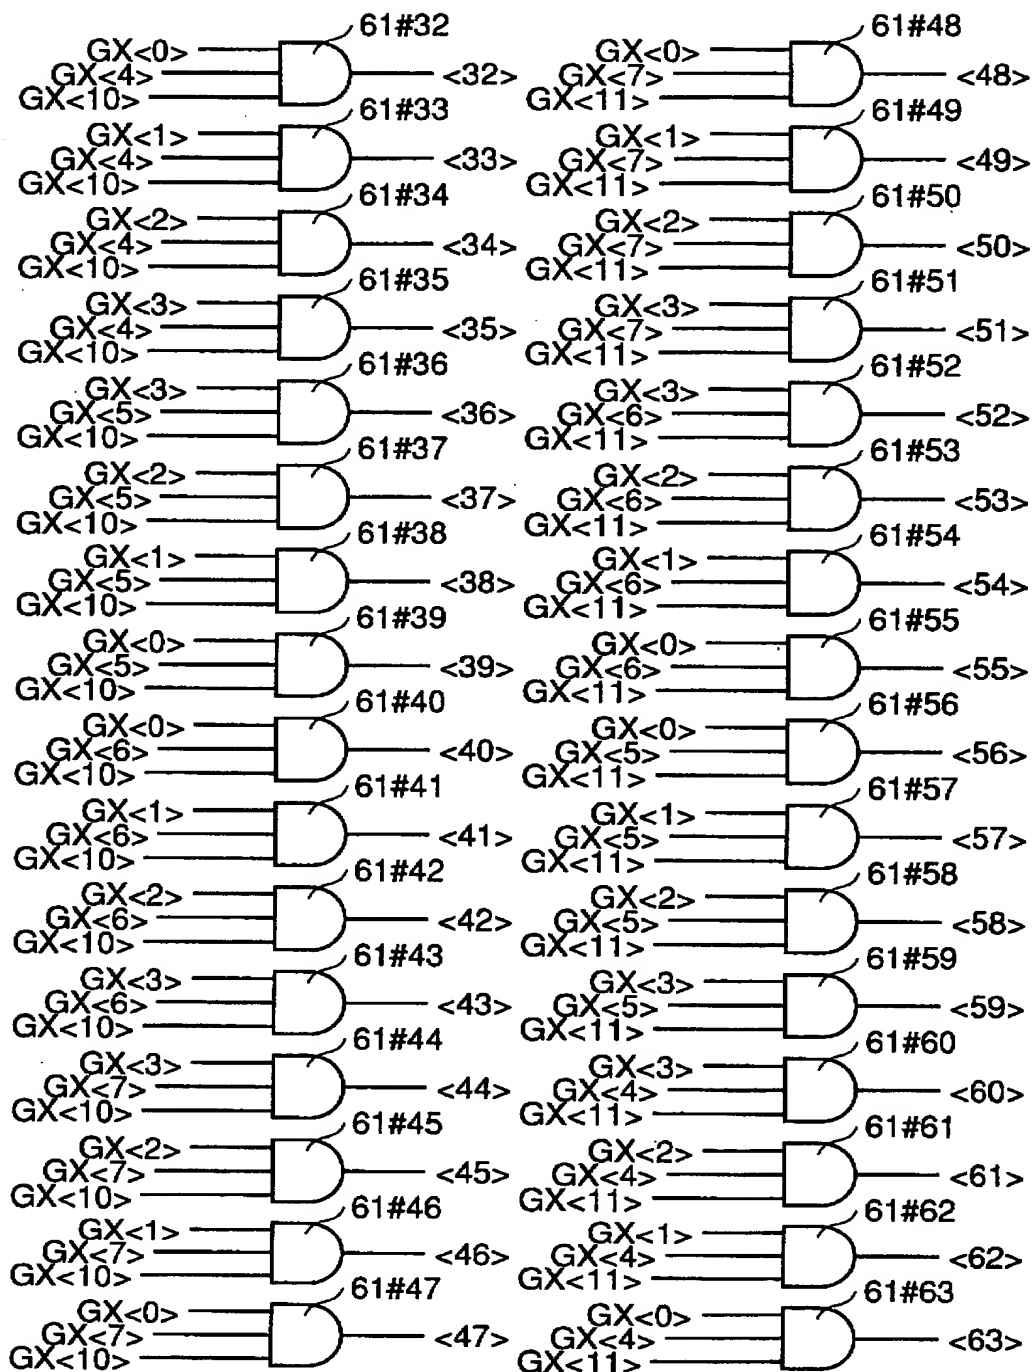 61#32
GX<0>
GX<4>
GX<10>
<32>
61#33
GX<1>
GX<4>
GX<10>
<33>
61#34
GX<2>
GX<4>
GX<10>
<34>
61#35
GX<3>
GX<4>
GX<10>
<35>
61#36
GX<3>
GX<5>
GX<10>
<36>
61#37
GX<2>
GX<5>
GX<10>
<37>
61#38
GX<1>
GX<5>
GX<10>
<38>
61#39
GX<0>
GX<5>
GX<10>
<39>
61#40
GX<0>
GX<6>
GX<10>
<40>
61#41
GX<1>
GX<6>
GX<10>
<41>
61#42
GX<2>
GX<6>
GX<10>
<42>
61#43
GX<3>
GX<6>
GX<10>
<43>
61#44
GX<3>
GX<7>
GX<10>
<44>
61#45
GX<2>
GX<7>
GX<10>
<45>
61#46
GX<1>
GX<7>
GX<10>
<46>
61#47
GX<0>
GX<7>
GX<10>
<47>
61#48
GX<0>
GX<7>
GX<11>
<48>
61#49
GX<1>
GX<7>
GX<11>
<49>
61#50
GX<2>
GX<7>
GX<11>
<50>
61#51
GX<3>
GX<7>
GX<11>
<51>
61#52
GX<3>
GX<6>
GX<11>
<52>
61#53
GX<2>
GX<6>
GX<11>
<53>
61#54
GX<1>
GX<6>
GX<11>
<54>
61#55
GX<0>
GX<6>
GX<11>
<55>
61#56
GX<0>
GX<5>
GX<11>
<56>
61#57
GX<1>
GX<5>
GX<11>
<57>
61#58
GX<2>
GX<5>
GX<11>
<58>
61#59
GX<3>
GX<5>
GX<11>
<59>
61#60
GX<3>
GX<4>
GX<11>
<60>
61#61
GX<2>
GX<4>
GX<11>
<61>
61#62
GX<1>
GX<4>
GX<11>
<62>
61#63
GX<0>
GX<4>
GX<11>
<63>